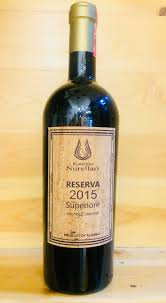 Kantina
Nurellari
RESERVA
2015
Superiore
PRODUCT OF ALBANIA